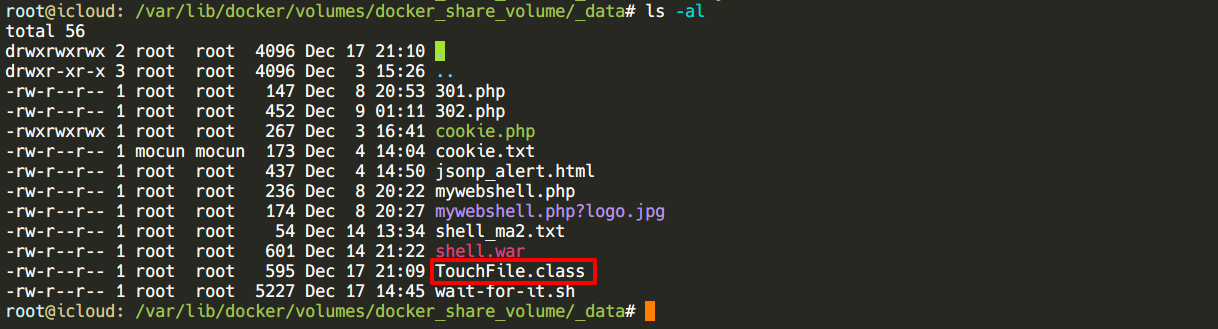 root@icloud: /var/lib/docker/volumes/docker_share_volume/_data# ls -al
total 56
drwxrwxrwx 2 root  root  4096 Dec 17 21:10 .
drwxr-xr-x 3 root  root  4096 Dec  3 15:26 ..
-rw-r--r-- 1 root  root   147 Dec  8 20:53 301.php
-rw-r--r-- 1 root  root   452 Dec  9 01:11 302.php
-rwxrwxrwx 1 root  root   267 Dec  3 16:41 cookie.php
-rw-r--r-- 1 mocun mocun  173 Dec  4 14:04 cookie.txt
-rw-r--r-- 1 root  root   437 Dec  4 14:50 jsonp_alert.html
-rw-r--r-- 1 root  root   236 Dec  8 20:22 mywebshell.php
-rw-r--r-- 1 root  root   174 Dec  8 20:27 mywebshell.php?logo.jpg
-rw-r--r-- 1 root  root    54 Dec 14 13:34 shell_ma2.txt
-rw-r--r-- 1 root  root   601 Dec 14 21:22 shell.war
-rw-r--r-- 1 root  root   595 Dec 17 21:09 TouchFile.class
-rw-r--r-- 1 root  root  5227 Dec 17 14:45 wait-for-it.sh
root@icloud: /var/lib/docker/volumes/docker_share_volume/_data#